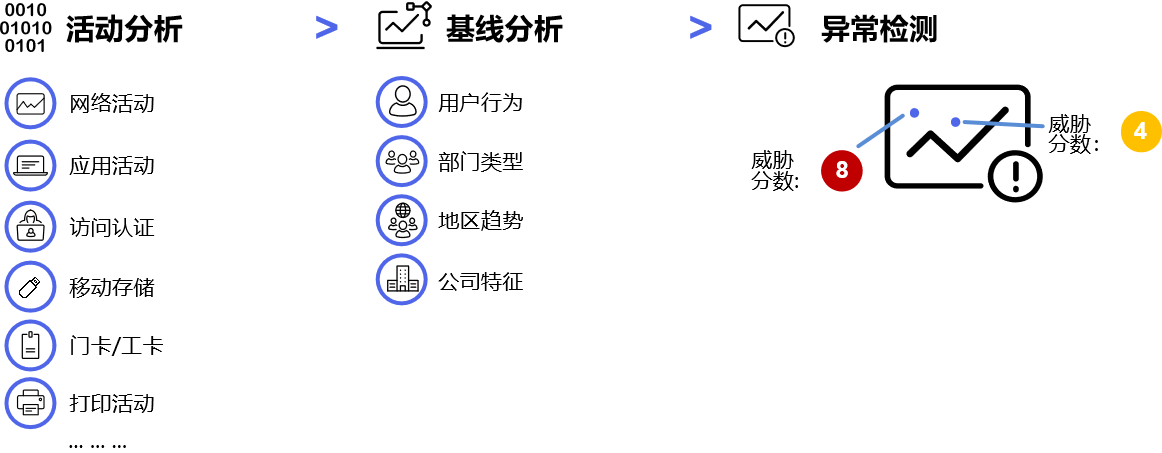 0010
01010
0101
活动分析
>
基线分析
>
异常检测
网络活动
应用活动
访问认证
移动存储
门卡/工卡
打印活动
... ... ...
用户行为
部门类型
地区趋势
公司特征
威胁
分数:
8
威胁
分数:
4